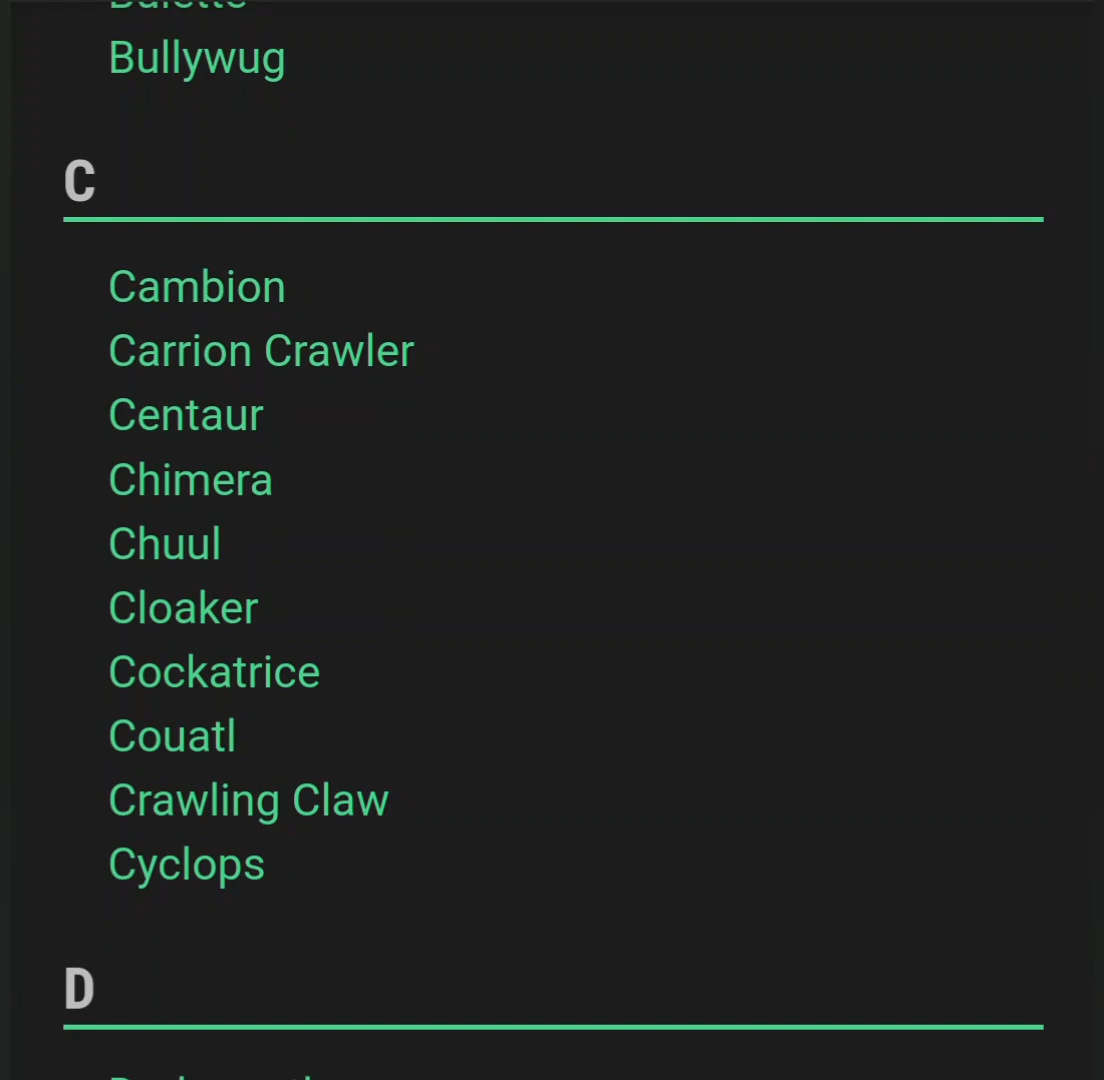 Bullywug
C
Cambion
Carrion Crawler
Centaur
Chimera
Chuul
Cloaker
Cockatrice
Couatl
Crawling Claw
Cyclops
D